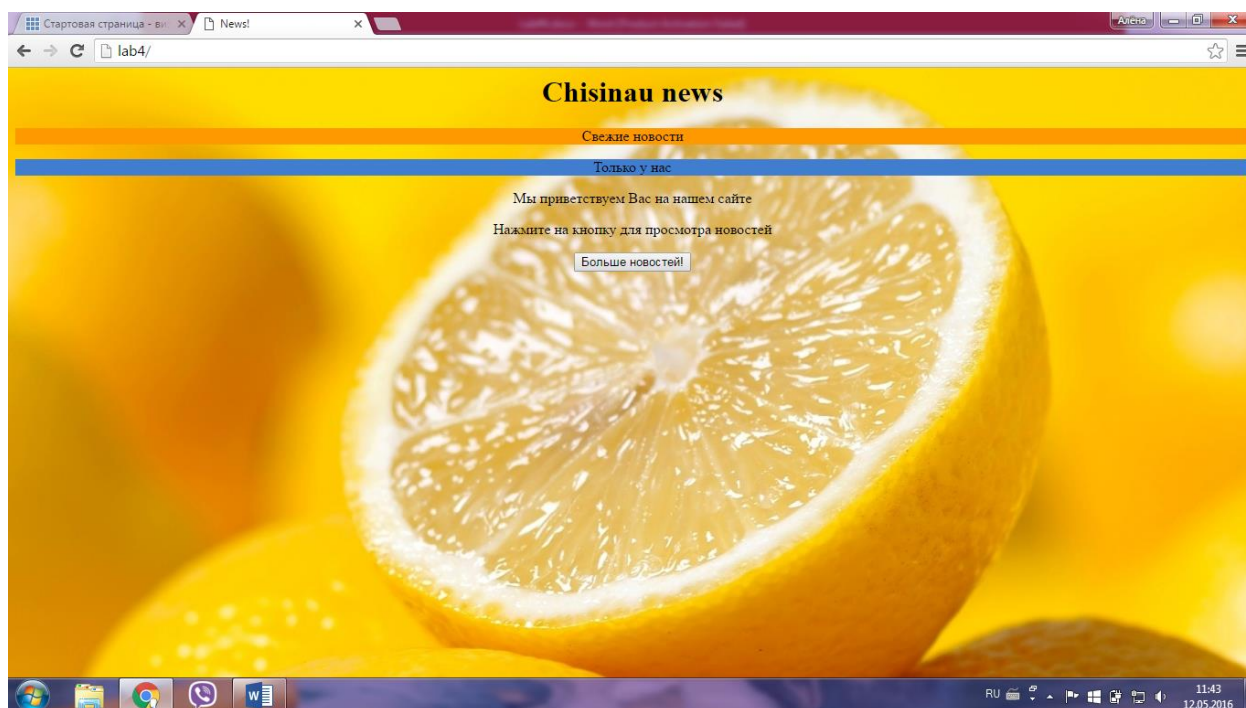 Стартовая страница - ви
News!
Алёна
lab4/
Chisinau news
Свежие новости
Только у нас
Мы приветствуем Вас на нашем сайте
Нажмите на кнопку для просмотра новостей
Больше новостей!
RU
11:43
12.05.2016